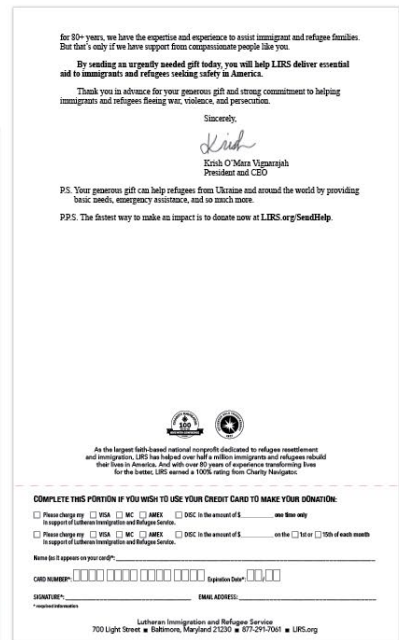 for 80+ years, we have the expertise and experience to assist immigrant and refugee families.
But that's only if we have support from compassionate people like you.
By sending an urgently needed gift today, you will help LIRS deliver essential
aid to immigrants and refugees seeking safety in America.
Thank you in advance for your generous gift and strong commitment to helping
immigrants and refugees fleeing war, violence, and persecution.
Sincerely,
Krish
Krish O'Mara Vignarajah
President and CEO
P.S. Your generous gift can help refugees from Ukraine and around the world by providing
basic needs, emergency assistance, and so much more.
P.P.S. The fastest way to make an impact is to donate now at LIRS.org/SendHelp.
100
As the largest faith-based national nonprofit dedicated to refugee resettlement
and immigration, LIRS has helped over half a million immigrants and refugees rebuild
their lives in America. And with over 80 years of experience transforming lives
for the better, LIRS earned a 100% rating from Charity Navigator.
COMPLETE THIS PORTION IF YOU WISH TO USE YOUR CREDIT CARD TO MAKE YOUR DONATION:
Please charge my VISA MC AMEX DISC in the amount of $ one time only
in support of Lutheran Immigration and Refugee Service.
Please charge my VISA MC AMEX DISC in the amount of $ on the 1st or 15th of each month
in support of Lutheran Immigration and Refugee Service.
Name (as it appears on your card)*:
CARD NUMBER*: Expiration Date*:
SIGNATURE*: EMAIL ADDRESS:
* required information
Lutheran Immigration and Refugee Service
700 Light Street ■ Baltimore, Maryland 21230 ■ 877-291-7061 ■ LIRS.org